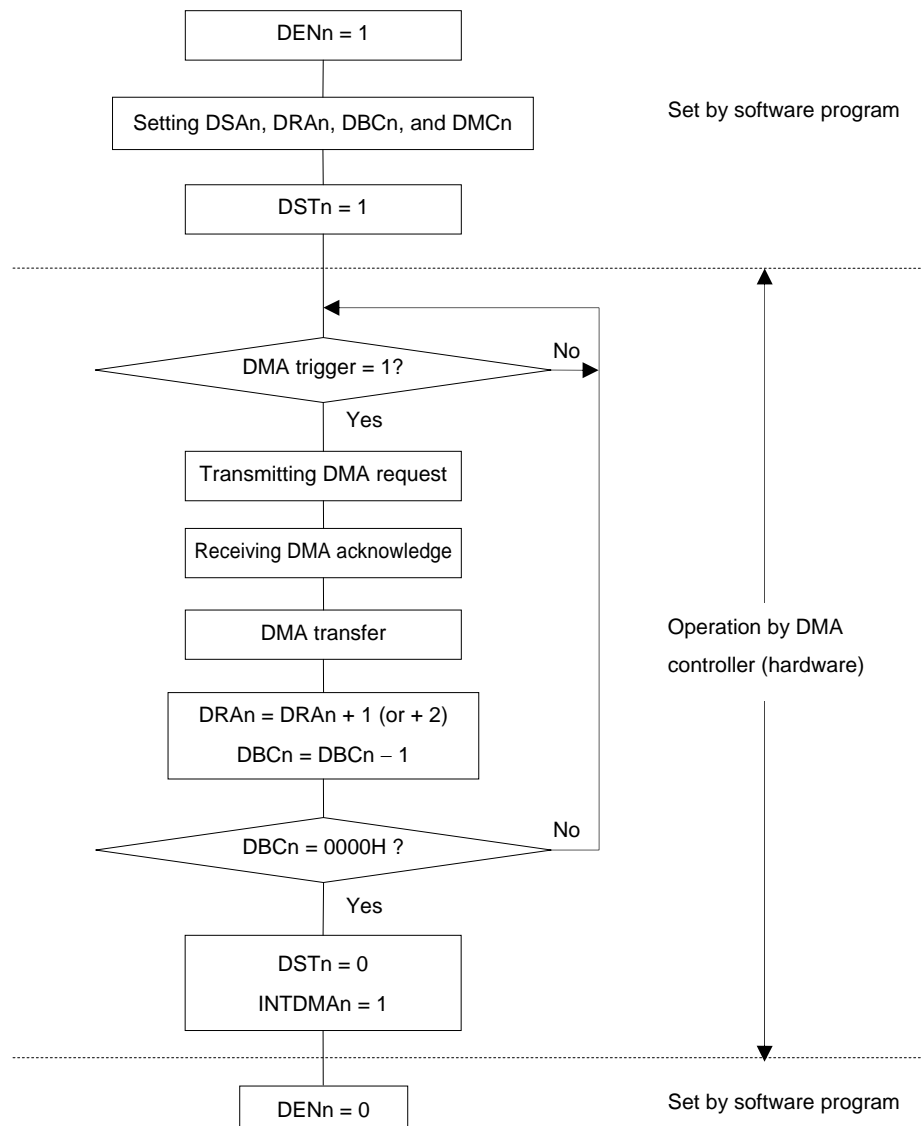 DENn = 1
Setting DSAn, DRAn, DBCn, and DMCn
Set by software program
DSTn = 1
DMA trigger = 1?
No
Yes
Transmitting DMA request
Receiving DMA acknowledge
DMA transfer
Operation by DMA
controller (hardware)
DRAn = DRAn + 1 (or + 2)
DBCn = DBCn − 1
DBCn = 0000H ?
No
Yes
DSTn = 0
INTDMAn = 1
DENn = 0
Set by software program